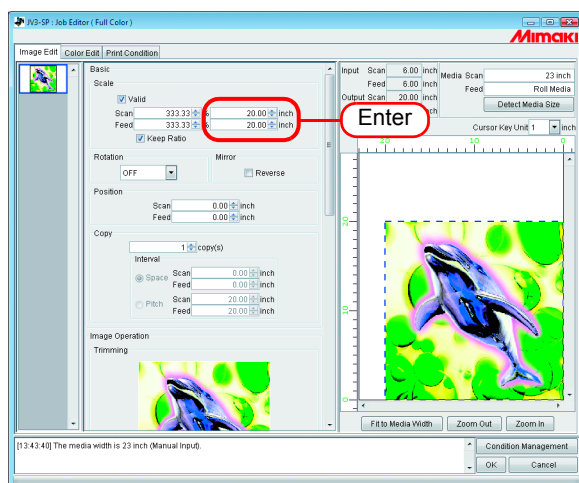 JV3-SP : Job Editor ( Full Color )
Mimaki
Image Edit Color Edit Print Condition
Basic
Scale
Valid
Scan 333.33 % 20.00 inch
Feed 333.33 % 20.00 inch
Keep Ratio
Enter
Rotation
OFF
Mirror
Reverse
Position
Scan 0.00 inch
Feed 0.00 inch
Copy
1 copy(s)
Interval
Space Scan 0.00 inch
Feed 0.00 inch
Pitch Scan 20.00 inch
Feed 20.00 inch
Image Operation
Trimming
Input Scan 6.00 inch
Feed 6.00 inch
Output Scan 20.00 inch
inch
Media Scan 23 inch
Feed Roll Media
Detect Media Size
Cursor Key Unit 1 inch
20 10 0
20
10
0
Fit to Media Width Zoom Out Zoom In
[13:43:40] The media width is 23 inch (Manual Input).
Condition Management
OK Cancel